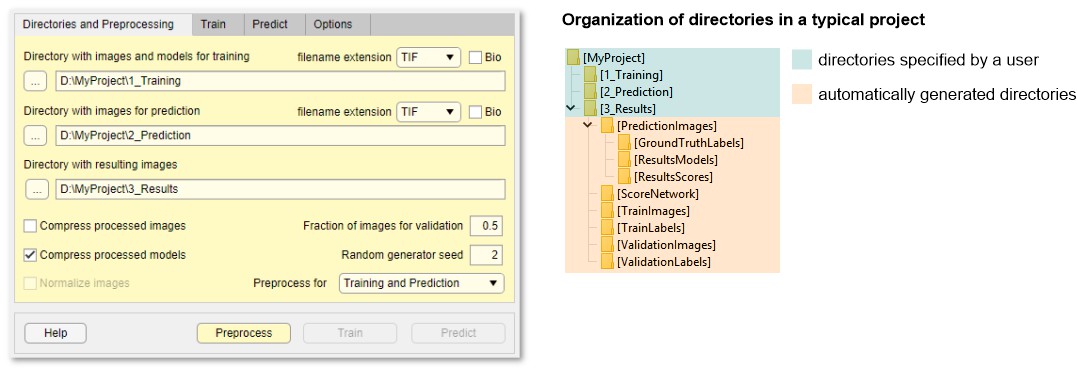 Directories and Preprocessing Train Predict Options
Directory with images and models for training filename extension TIF Bio
... D:\MyProject\1_Training
Directory with images for prediction filename extension TIF Bio
... D:\MyProject\2_Prediction
Directory with resulting images
... D:\MyProject\3_Results
Compress processed images Fraction of images for validation 0.5
Compress processed models Random generator seed 2
Normalize images Preprocess for Training and Prediction
Help Preprocess Train Predict
Organization of directories in a typical project
[MyProject]
[1_Training]
[2_Prediction]
[3_Results]
[PredictionImages]
[GroundTruthLabels]
[ResultsModels]
[ResultsScores]
[ScoreNetwork]
[TrainImages]
[TrainLabels]
[ValidationImages]
[ValidationLabels]
directories specified by a user
automatically generated directories